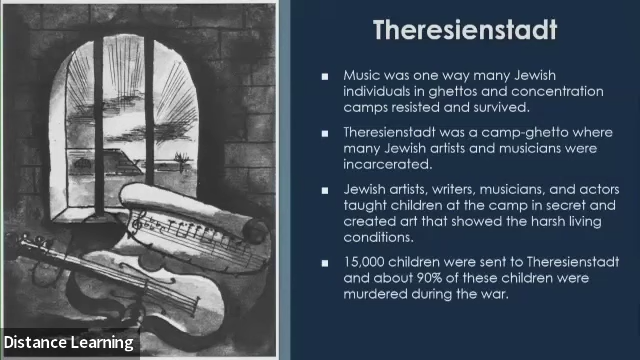 Theresienstadt
▪ Music was one way many Jewish
individuals in ghettos and concentration
camps resisted and survived.
▪ Theresienstadt was a camp-ghetto where
many Jewish artists and musicians were
incarcerated.
▪ Jewish artists, writers, musicians, and actors
taught children at the camp in secret and
created art that showed the harsh living
conditions.
▪ 15,000 children were sent to Theresienstadt
and about 90% of these children were
murdered during the war.
Distance Learning